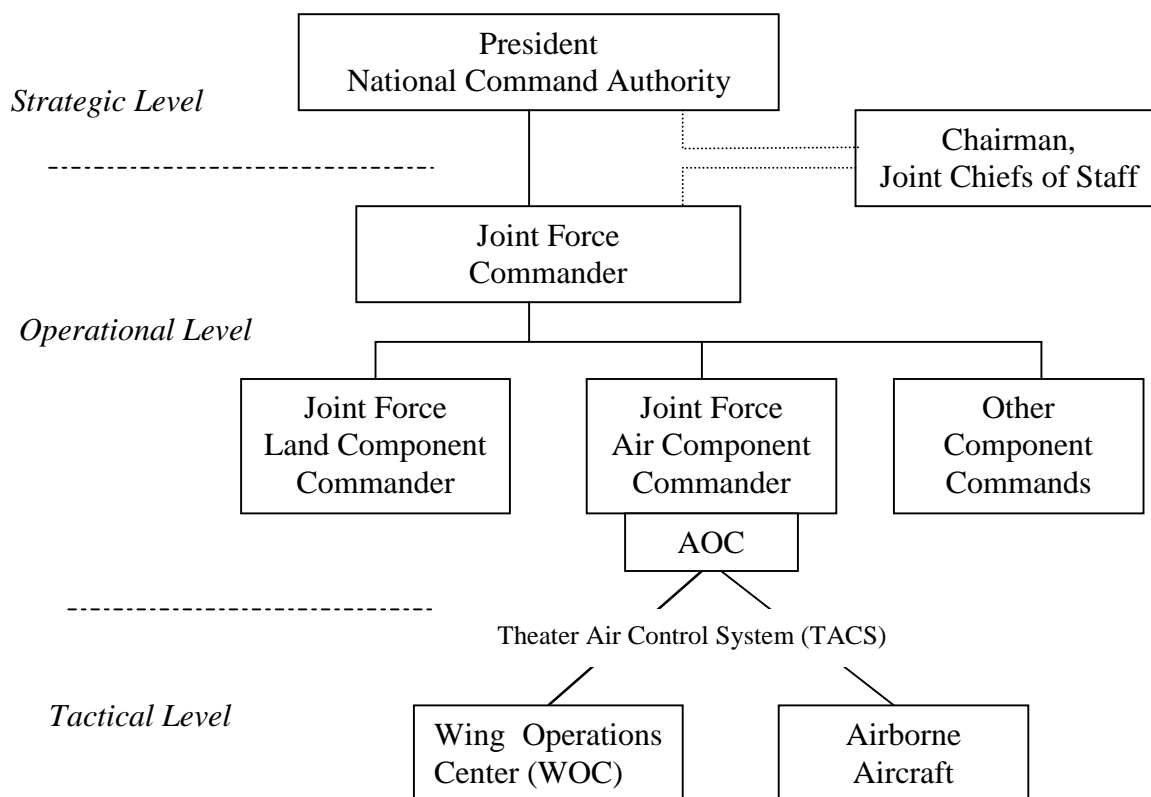 President
National Command Authority
Strategic Level
Chairman,
Joint Chiefs of Staff
Joint Force
Commander
Operational Level
Joint Force
Land Component
Commander
Joint Force
Air Component
Commander
Other
Component
Commands
AOC
Theater Air Control System (TACS)
Tactical Level
Wing Operations
Center (WOC)
Airborne
Aircraft